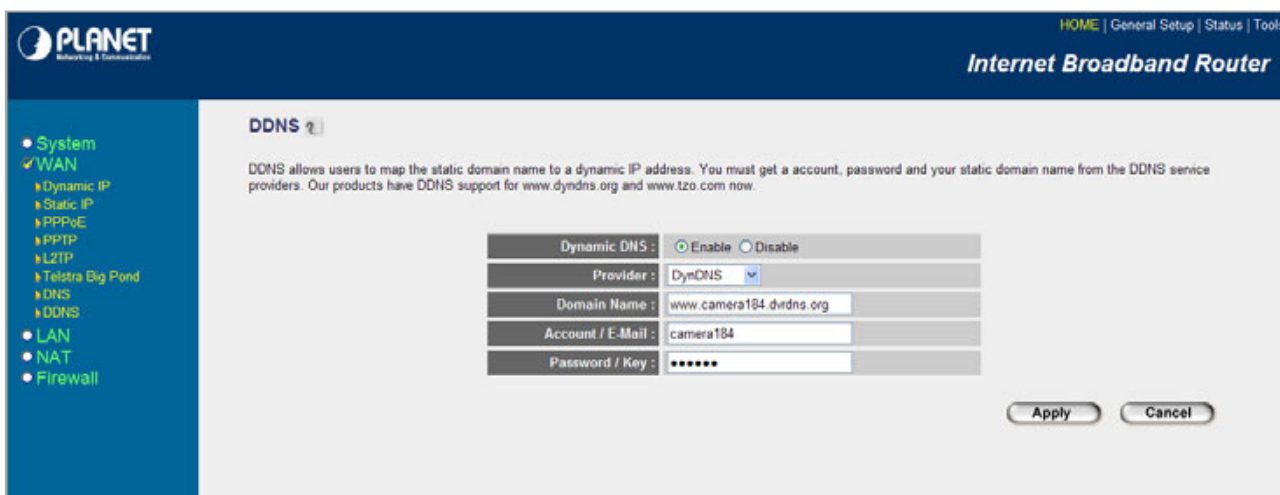 PLANET
Networking & Communication
HOME | General Setup | Status | Tools
Internet Broadband Router
System
WAN
Dynamic IP
Static IP
PPPoE
PPTP
L2TP
Telstra Big Pond
DNS
DDNS
LAN
NAT
Firewall
DDNS
DDNS allows users to map the static domain name to a dynamic IP address. You must get a account, password and your static domain name from the DDNS service
providers. Our products have DDNS support for www.dyndns.org and www.tzo.com now.
Dynamic DNS : Enable Disable
Provider : DynDNS
Domain Name : www.camera184.dvrdns.org
Account / E-Mail : camera184
Password / Key : ●●●●●●
Apply Cancel